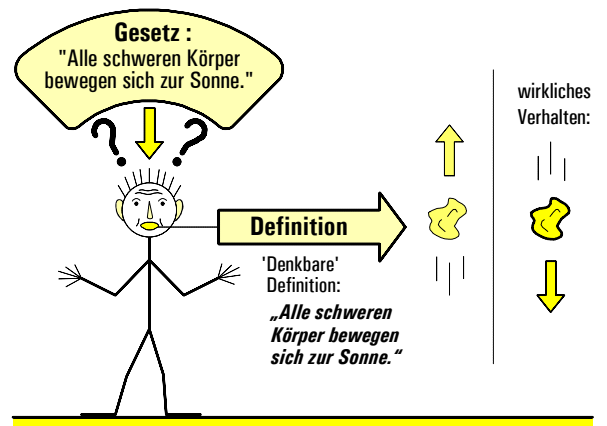 Gesetz :
"Alle schweren Körper
bewegen sich zur Sonne."
? ?
Definition
'Denkbare'
Definition:
„Alle schweren
Körper bewegen
sich zur Sonne.“
wirkliches
Verhalten: